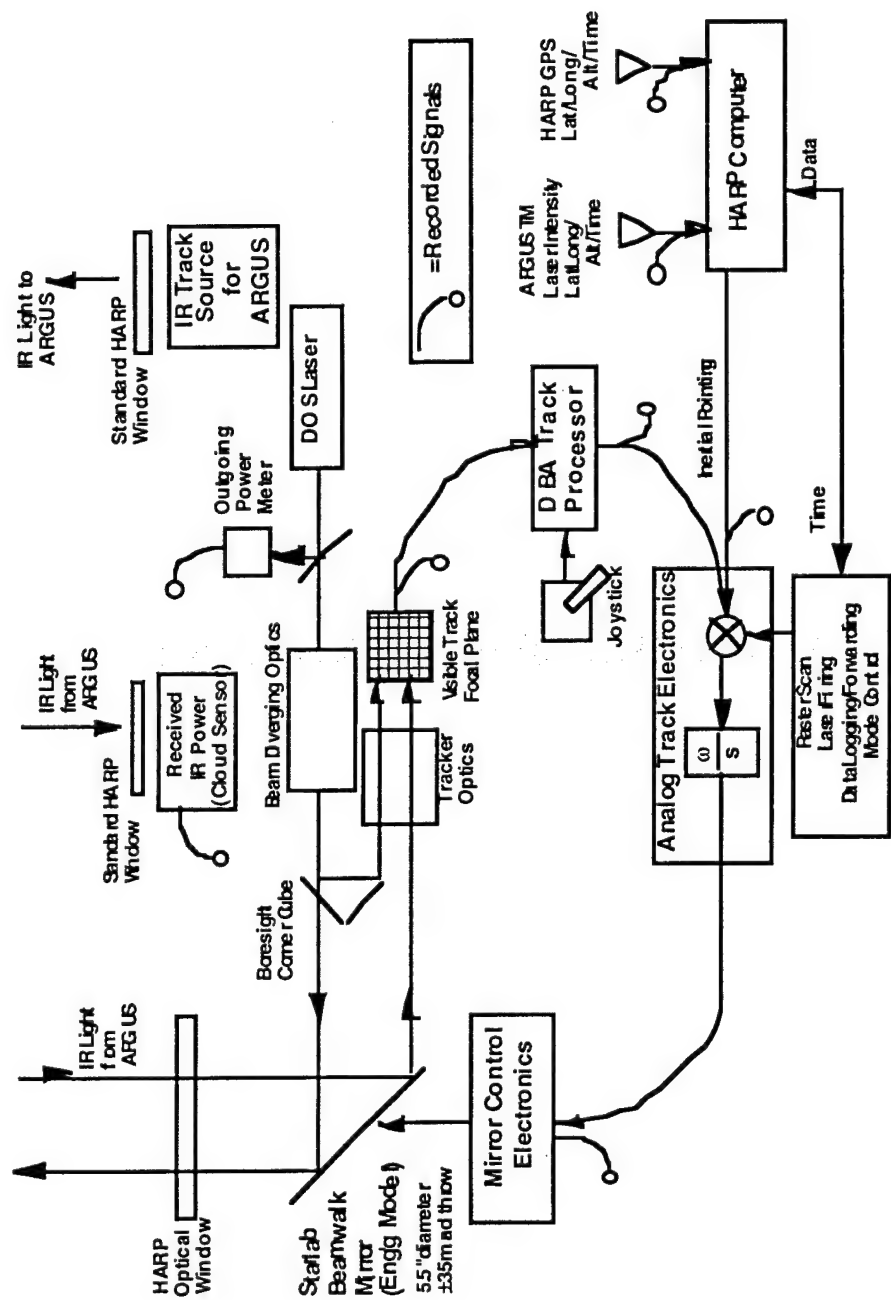 HARP
Optical
Window
IR Light
from
ARGUS
Standard HARP
Window
IR Light
from
ARGUS
Received
IR Power
(Cloud Sensor)
Outgoing
Power
Meter
Standard HARP
Window
IR Light to
ARGUS
IR Track
Source
for
ARGUS
DOS Laser
Beam Diverging Optics
Boresight
Corner Cube
Starlab
Beamwalk
Mirror
(Engg Model)
5.5" diameter
±35mrad throw
Tracker
Optics
Visible Track
Focal Plane
=Recorded Signals
Mirror Control
Electronics
Joystick
DBA Track
Processor
Analog Track Electronics
ω
s
Inertial Pointing
ARGUS TM
Laser Intensity
Lat/Long/
Alt/Time
HARP GPS
Lat/Long/
Alt/Time
HARP Computer
Raster Scan
Laser Firing
Data Logging/Forwarding
Mode Control
Time
Data